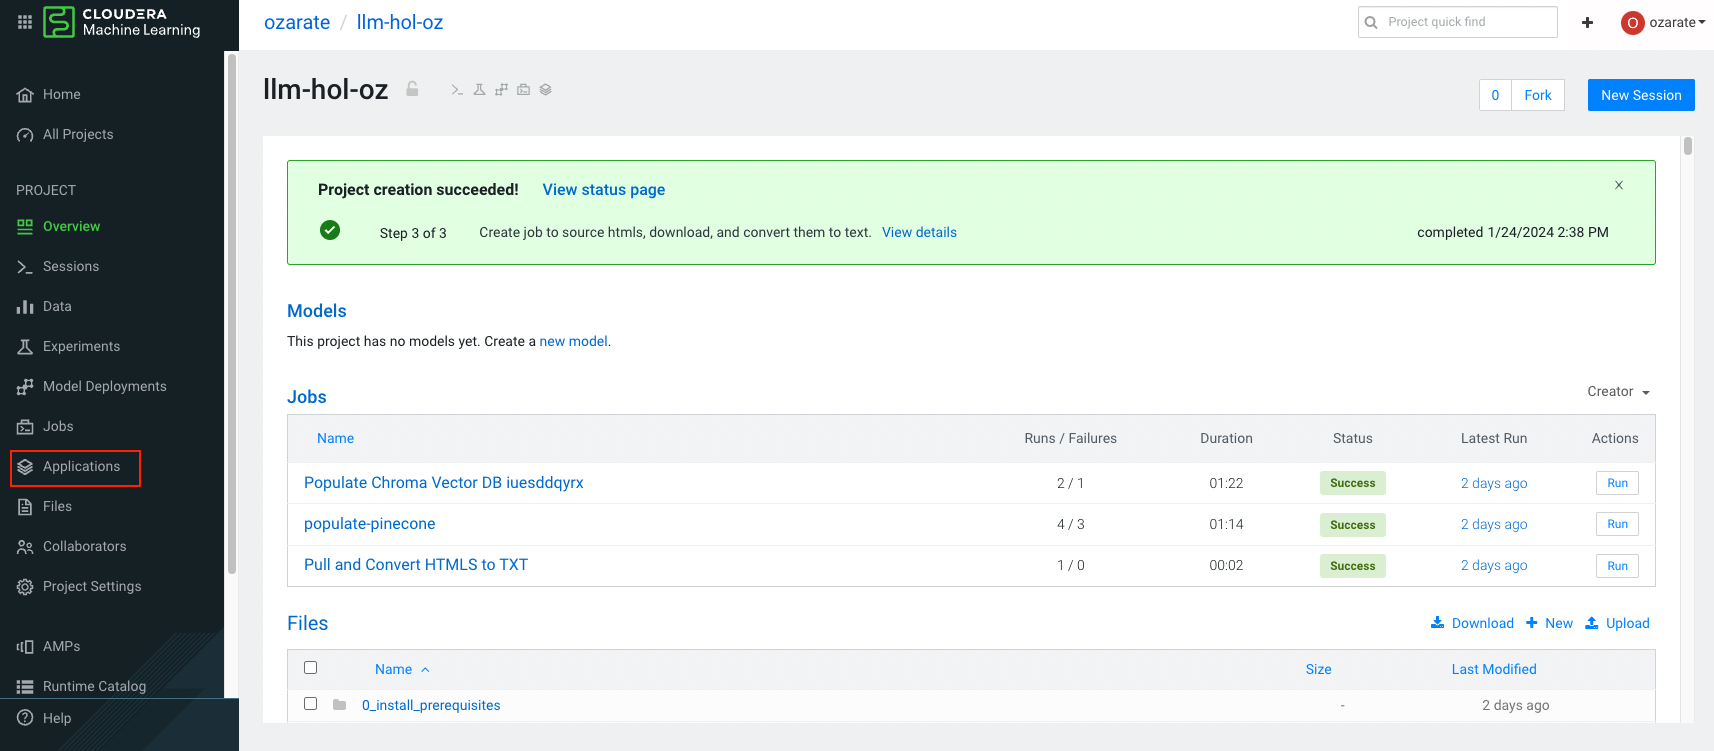 CLOUDERA
Machine Learning
ozarate / llm-hol-oz
Project quick find
O ozarate
Home
All Projects
PROJECT
Overview
Sessions
Data
Experiments
Model Deployments
Jobs
Applications
Files
Collaborators
Project Settings
AMPs
Runtime Catalog
Help
llm-hol-oz
0 Fork New Session
Project creation succeeded! View status page
Step 3 of 3 Create job to source htmls, download, and convert them to text. View details completed 1/24/2024 2:38 PM
Models
This project has no models yet. Create a new model.
Jobs Creator
Name Runs / Failures Duration Status Latest Run Actions
Populate Chroma Vector DB iuesddqyrx 2 / 1 01:22 Success 2 days ago Run
populate-pinecone 4 / 3 01:14 Success 2 days ago Run
Pull and Convert HTMLS to TXT 1 / 0 00:02 Success 2 days ago Run
Files Download + New Upload
Name Size Last Modified
0_install_prerequisites - 2 days ago